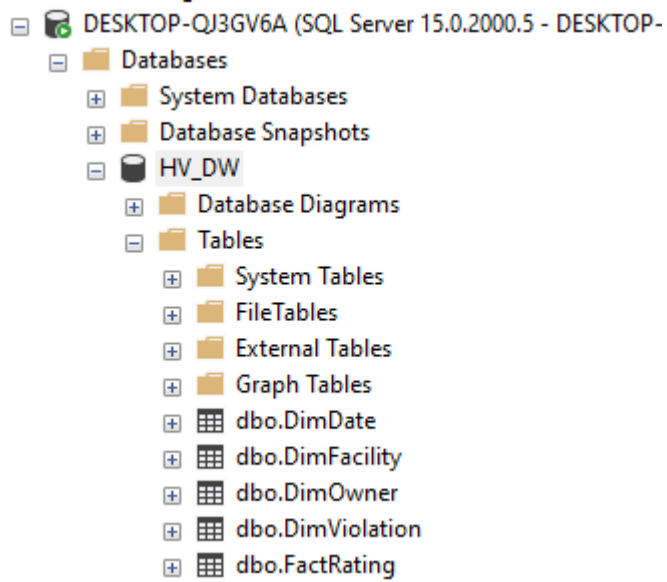 DESKTOP-QJ3GV6A (SQL Server 15.0.2000.5 - DESKTOP-
Databases
System Databases
Database Snapshots
HV_DW
Database Diagrams
Tables
System Tables
FileTables
External Tables
Graph Tables
dbo.DimDate
dbo.DimFacility
dbo.DimOwner
dbo.DimViolation
dbo.FactRating